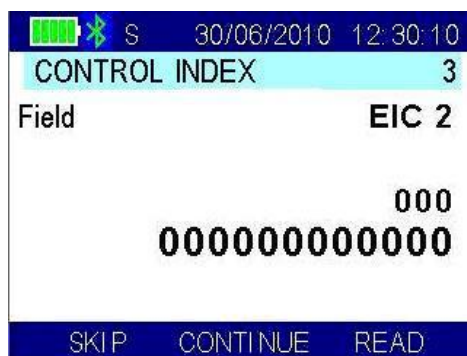 S 30/06/2010 12:30:10
CONTROL INDEX 3
Field EIC 2
000
000000000000
SKIP CONTINUE READ